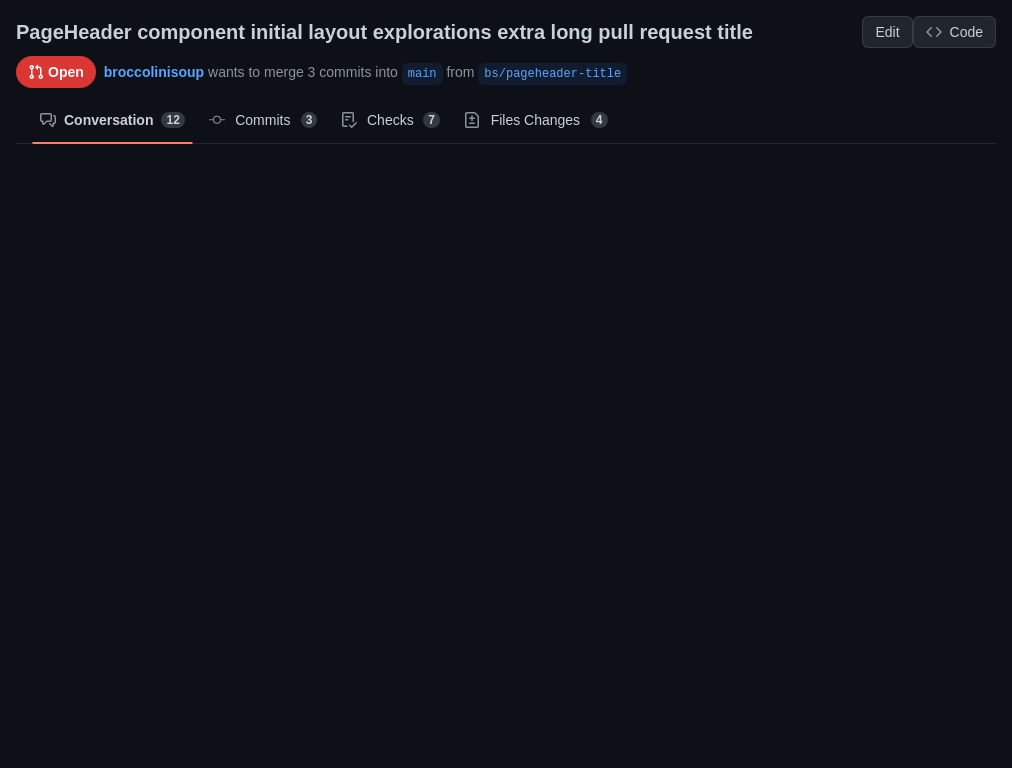 PageHeader component initial layout explorations extra long pull request title
Edit
Code
Open
broccolinisoup wants to merge 3 commits into main from bs/pageheader-title
Conversation 12
Commits 3
Checks 7
Files Changes 4